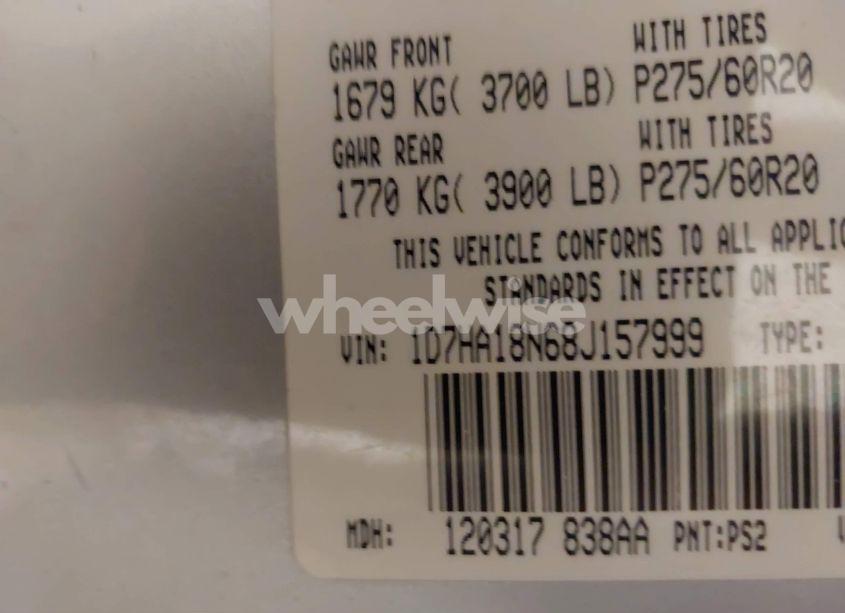 GAWR FRONT WITH TIRES
1679 KG( 3700 LB) P275/60R20
GAWR REAR WITH TIRES
1770 KG( 3900 LB) P275/60R20
THIS VEHICLE CONFORMS TO ALL APPLIC
STANDARDS IN EFFECT ON THE
wheelwise
VIN: 1D7HA18N68J157999 TYPE:
MDH: 120317 838AA PNT:PS2